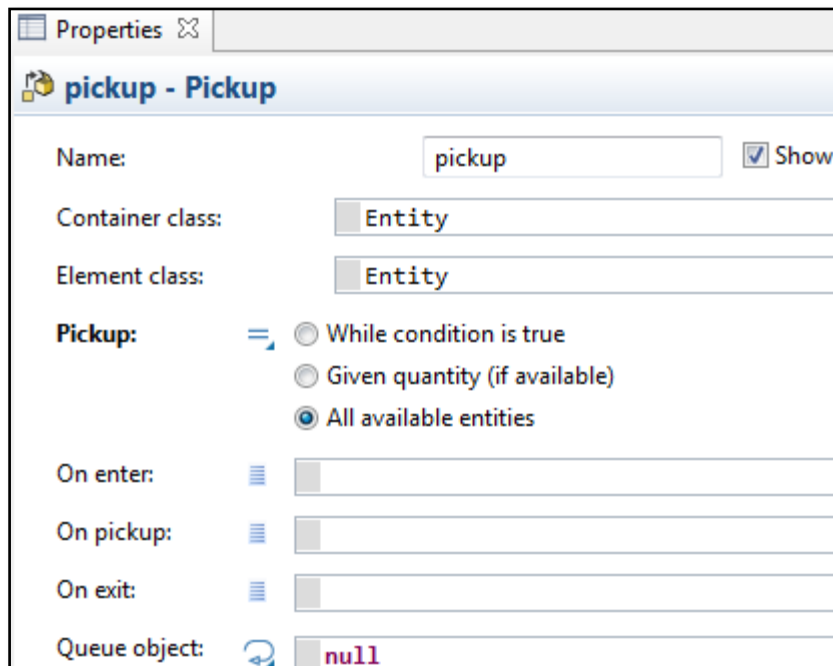 Properties
pickup - Pickup
Name: pickup Show
Container class: Entity
Element class: Entity
Pickup: While condition is true
Given quantity (if available)
All available entities
On enter:
On pickup:
On exit:
Queue object: null